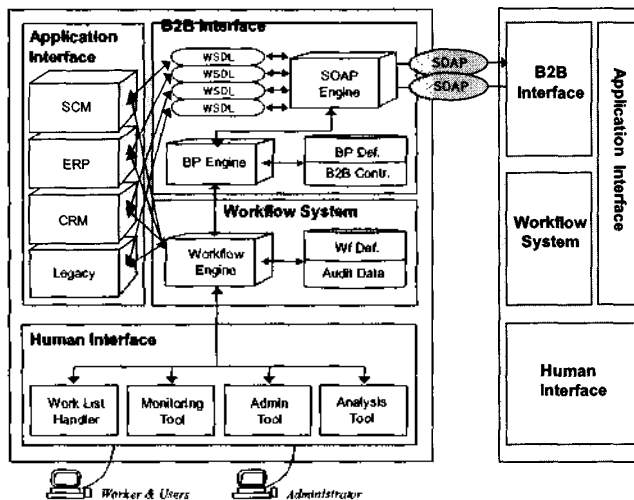 Application
Interface
SCM
ERP
CRM
Legacy
B2B Interface
WSDL
WSDL
WSDL
WSDL
SOAP
Engine
BP Engine
BP Def.
B2B Contr.
Workflow System
Workflow
Engine
Wf Def.
Audit Data
Human Interface
Work List
Handler
Monitoring
Tool
Admin
Tool
Analysis
Tool
Worker & Users
Administrator
SOAP
SOAP
B2B
Interface
Application Interface
Workflow
System
Human
Interface